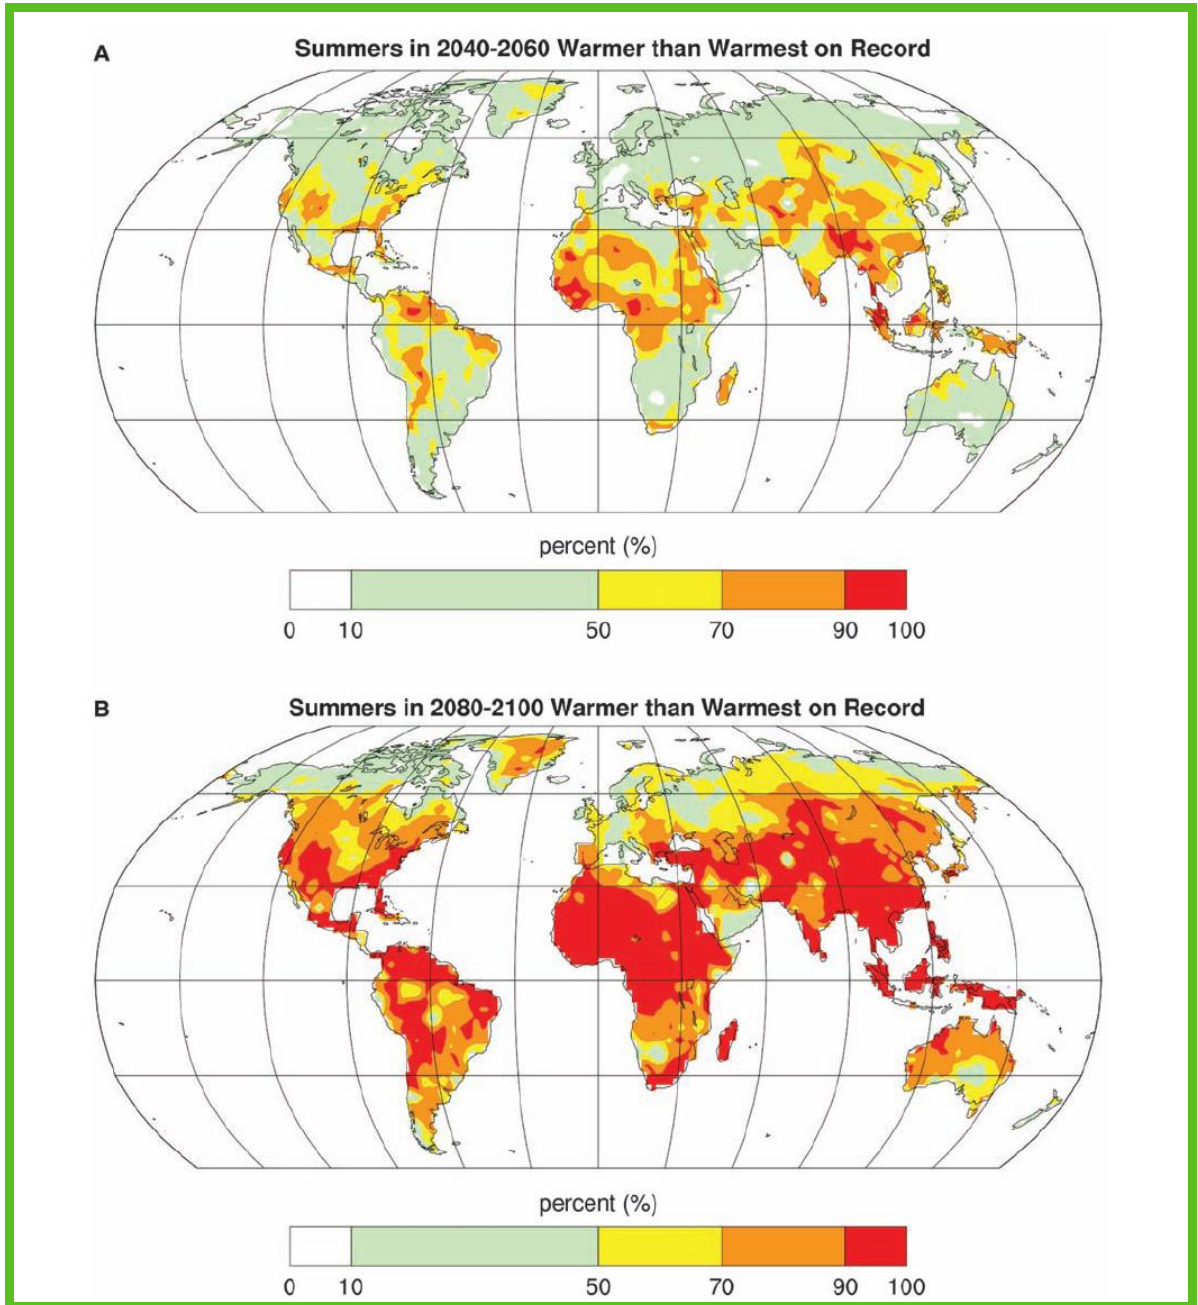 A
Summers in 2040-2060 Warmer than Warmest on Record
percent (%)
0 10 50 70 90 100
B
Summers in 2080-2100 Warmer than Warmest on Record
percent (%)
0 10 50 70 90 100